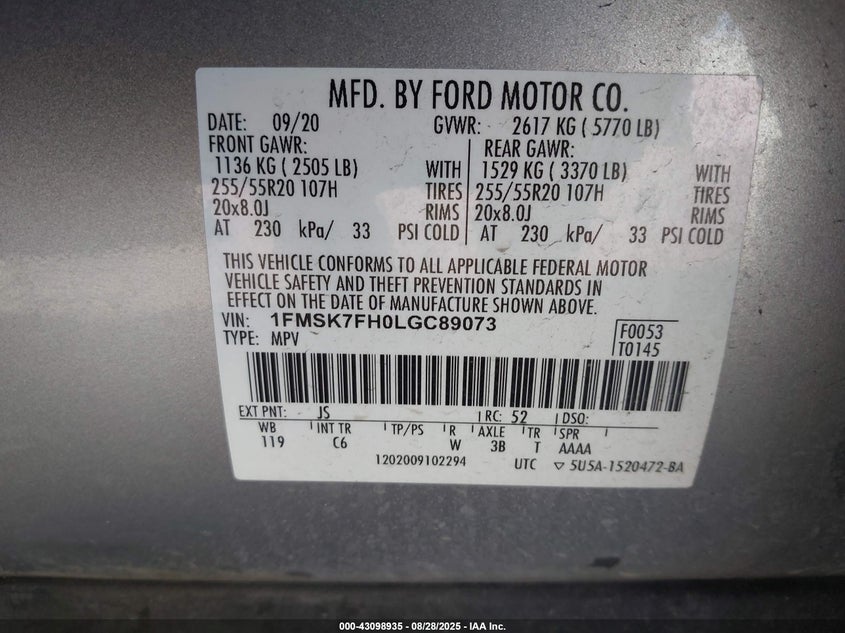 MFD. BY FORD MOTOR CO.
DATE: 09/20 GVWR: 2617 KG ( 5770 LB)
FRONT GAWR: REAR GAWR:
1136 KG ( 2505 LB) WITH 1529 KG ( 3370 LB) WITH
255/55R20 107H TIRES 255/55R20 107H TIRES
20x8.0J RIMS 20x8.0J RIMS
AT 230 kPa/ 33 PSI COLD AT 230 kPa/ 33 PSI COLD
THIS VEHICLE CONFORMS TO ALL APPLICABLE FEDERAL MOTOR
VEHICLE SAFETY AND THEFT PREVENTION STANDARDS IN
EFFECT ON THE DATE OF MANUFACTURE SHOWN ABOVE.
VIN: 1FMSK7FH0LGC89073 F0053
TYPE: MPV T0145
EXT PNT: JS RC: 52 DSO:
WB INT TR TP/PS R AXLE TR SPR
119 C6 W 3B T AAAA
1202009102294 UTC ▽ 5U5A-1520472-BA
000-43098935 - 08/28/2025 - IAA Inc.